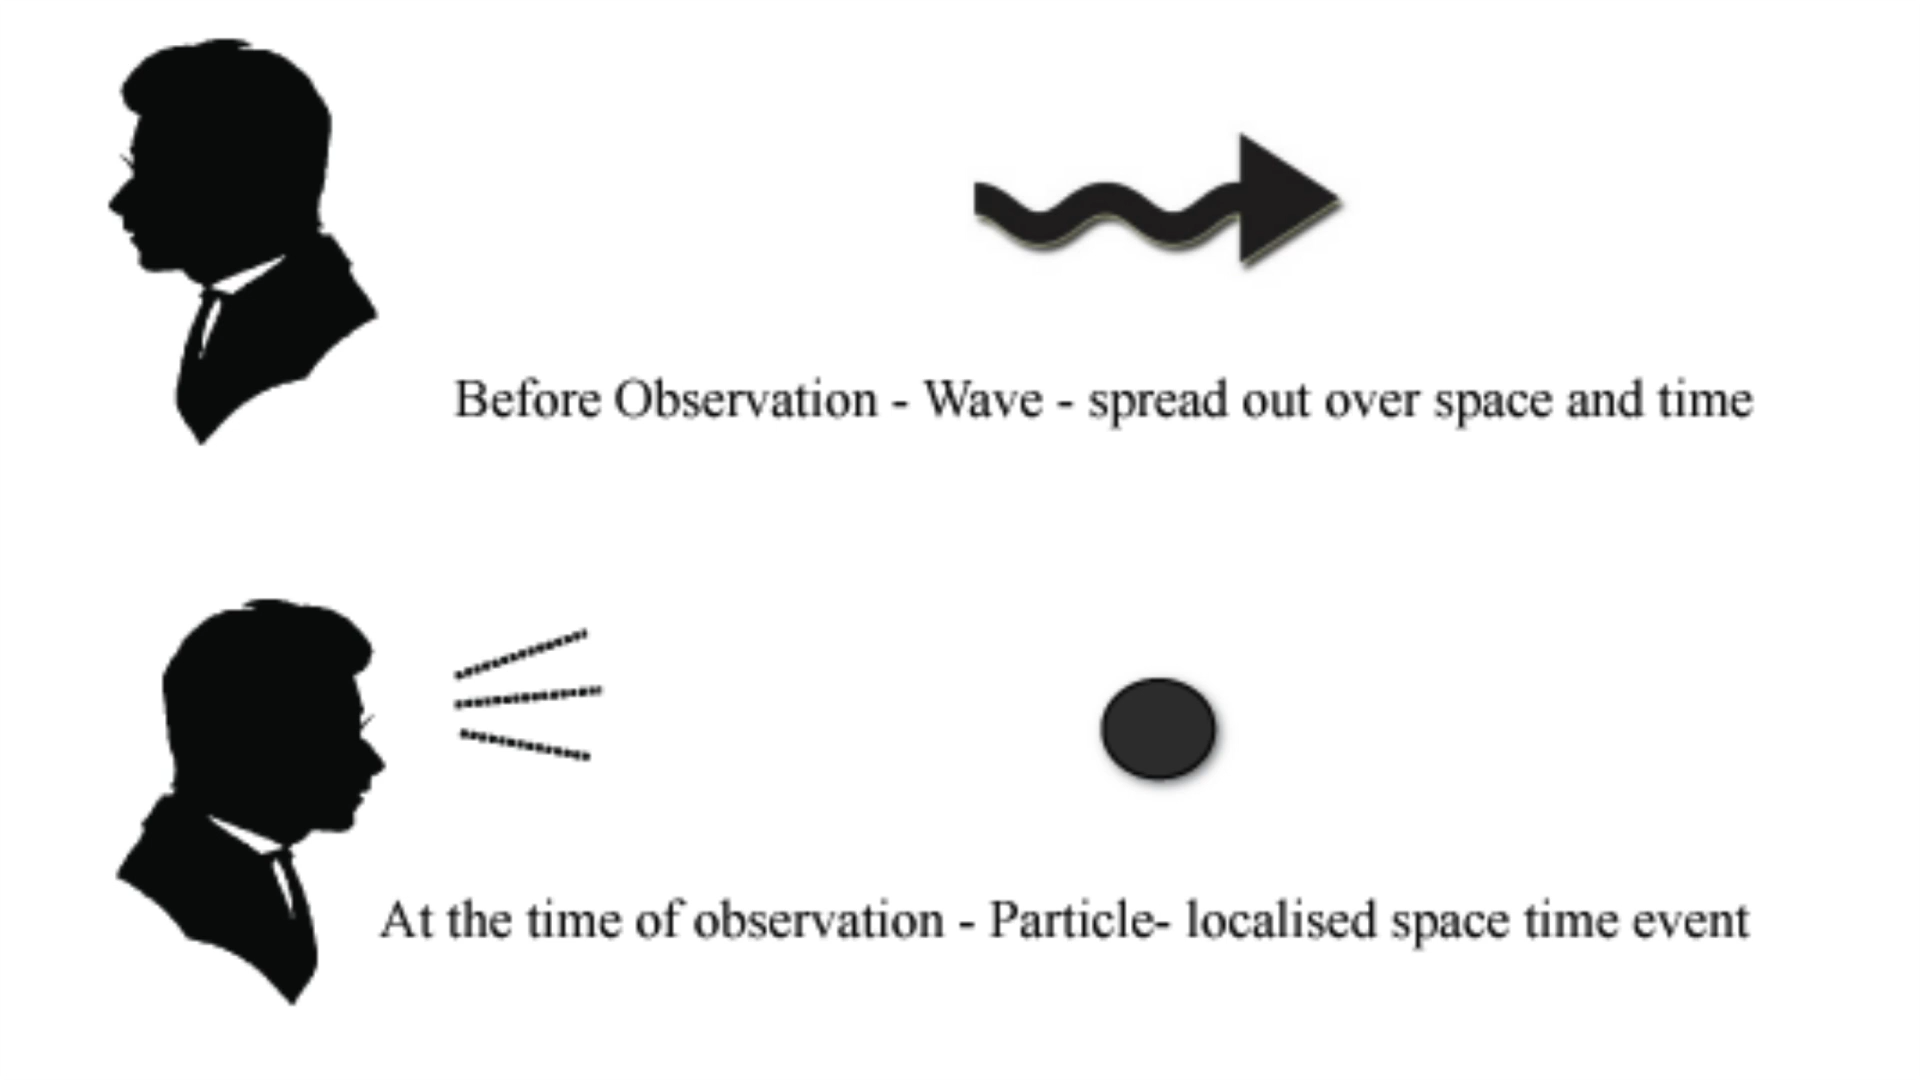 Before Observation - Wave - spread out over space and time
At the time of observation - Particle- localised space time event